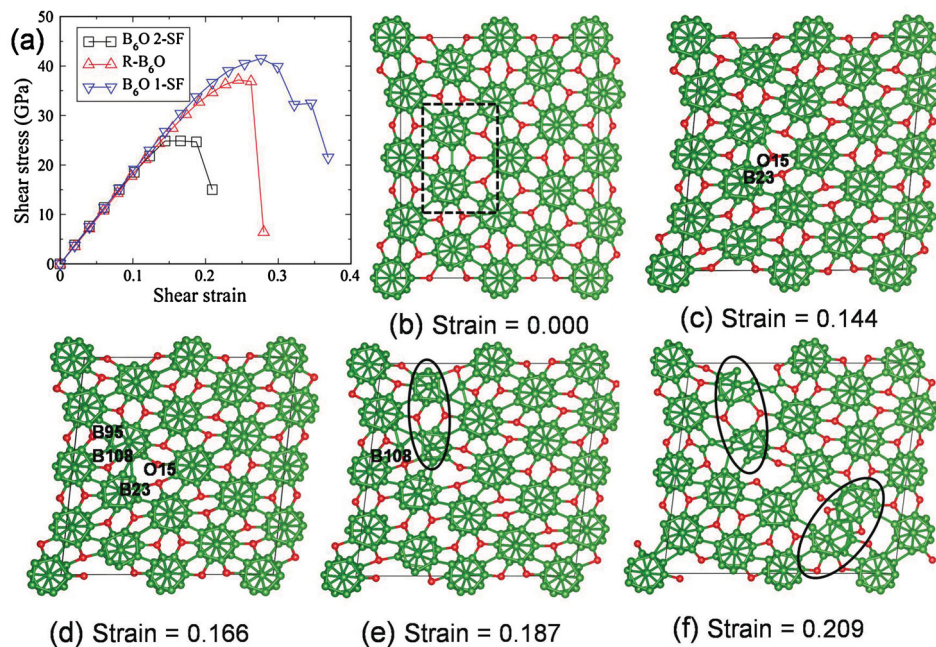 (a)
B₆O 2-SF
R-B₆O
B₆O 1-SF
Shear stress (GPa)
50
40
30
20
10
0
0 0.1 0.2 0.3 0.4
Shear strain
(b) Strain = 0.000
O15
B23
(c) Strain = 0.144
B95
B108
O15
B23
(d) Strain = 0.166
B108
(e) Strain = 0.187
(f) Strain = 0.209